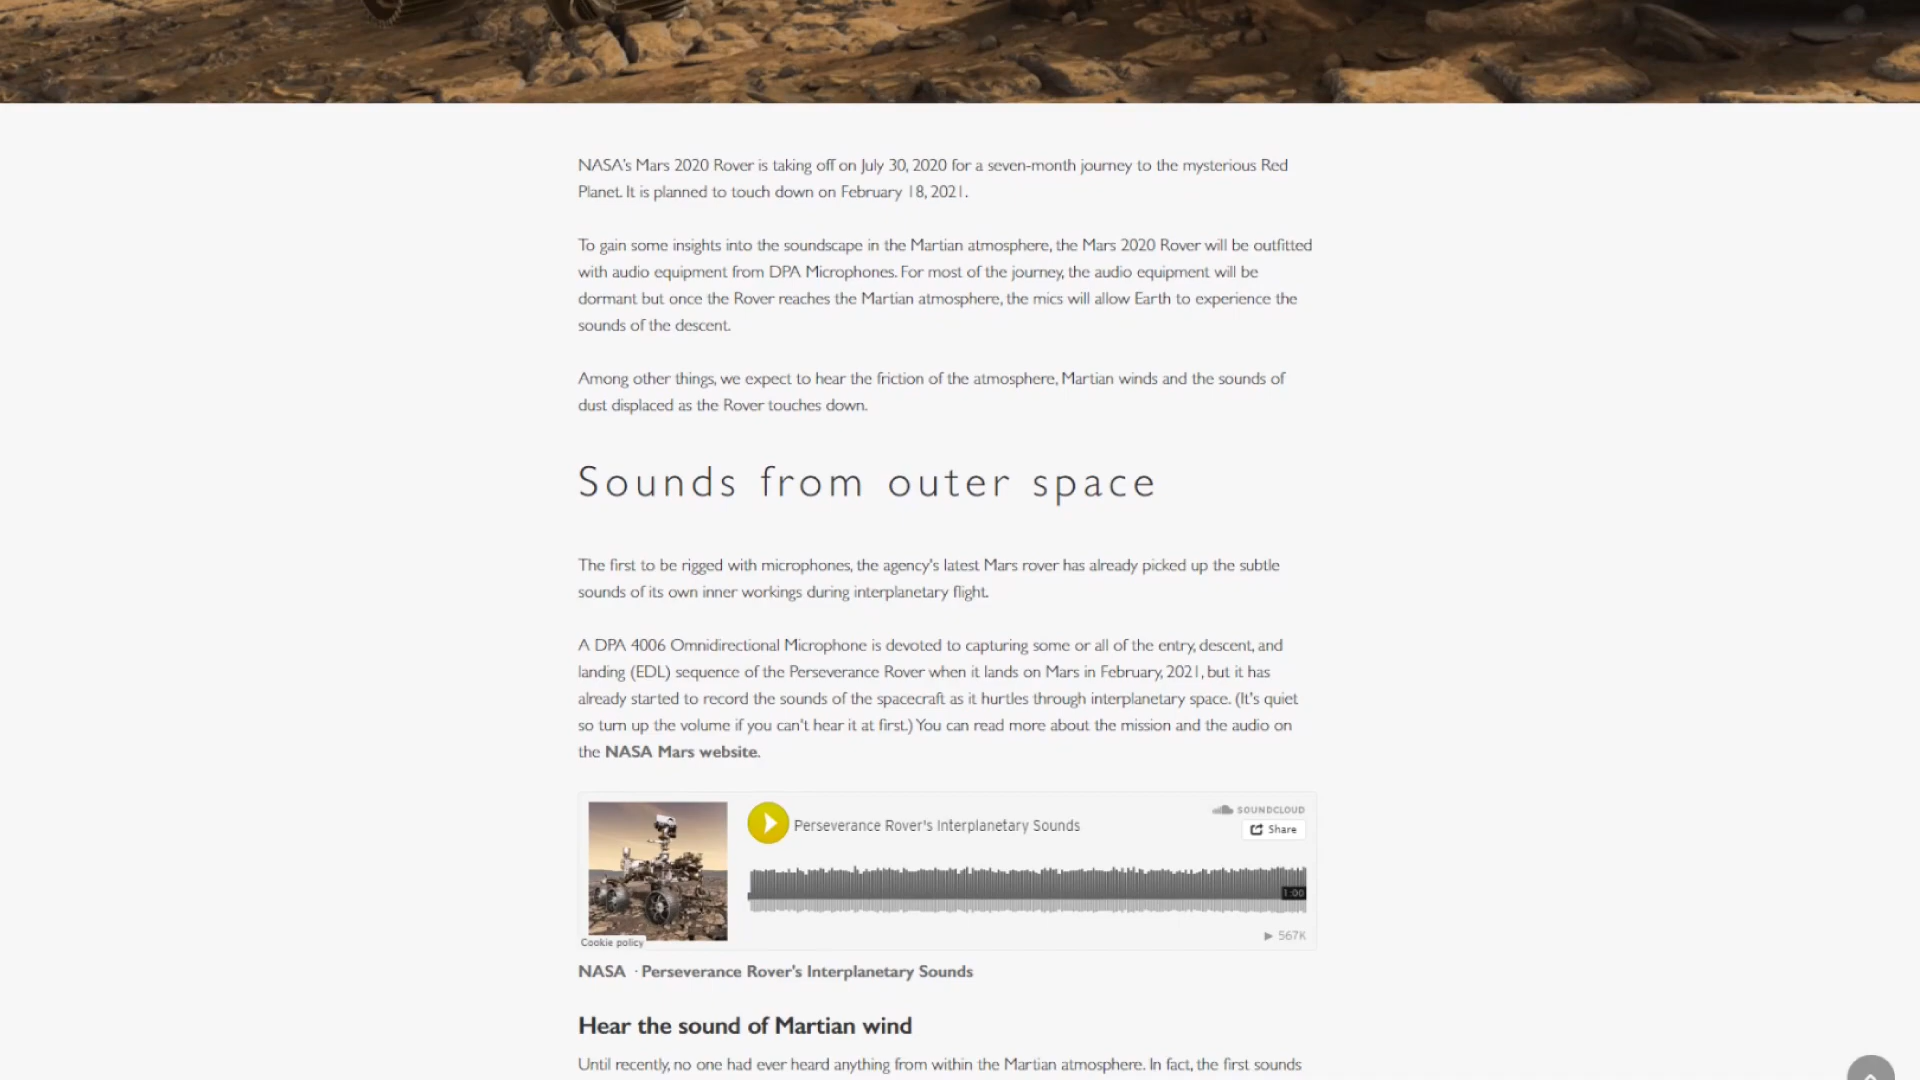 NASA's Mars 2020 Rover is taking off on July 30, 2020 for a seven-month journey to the mysterious Red
Planet. It is planned to touch down on February 18, 2021.
To gain some insights into the soundscape in the Martian atmosphere, the Mars 2020 Rover will be outfitted
with audio equipment from DPA Microphones. For most of the journey, the audio equipment will be
dormant but once the Rover reaches the Martian atmosphere, the mics will allow Earth to experience the
sounds of the descent.
Among other things, we expect to hear the friction of the atmosphere, Martian winds and the sounds of
dust displaced as the Rover touches down.
Sounds from outer space
The first to be rigged with microphones, the agency's latest Mars rover has already picked up the subtle
sounds of its own inner workings during interplanetary flight.
A DPA 4006 Omnidirectional Microphone is devoted to capturing some or all of the entry, descent, and
landing (EDL) sequence of the Perseverance Rover when it lands on Mars in February, 2021, but it has
already started to record the sounds of the spacecraft as it hurtles through interplanetary space. (It's quiet
so turn up the volume if you can't hear it at first.) You can read more about the mission and the audio on
the NASA Mars website.
SOUNDCLOUD
Perseverance Rover's Interplanetary Sounds
Share
1:00
567K
Cookie policy
NASA · Perseverance Rover's Interplanetary Sounds
Hear the sound of Martian wind
Until recently, no one had ever heard anything from within the Martian atmosphere. In fact, the first sounds